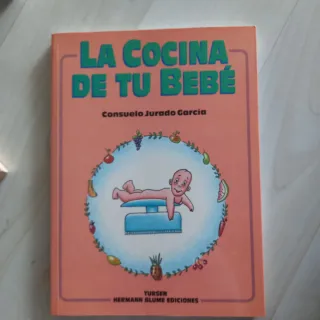 LA COCINA
DE TU BEBÉ
Consuelo Jurado García
TURSEN
HERMANN BLUME EDICIONES